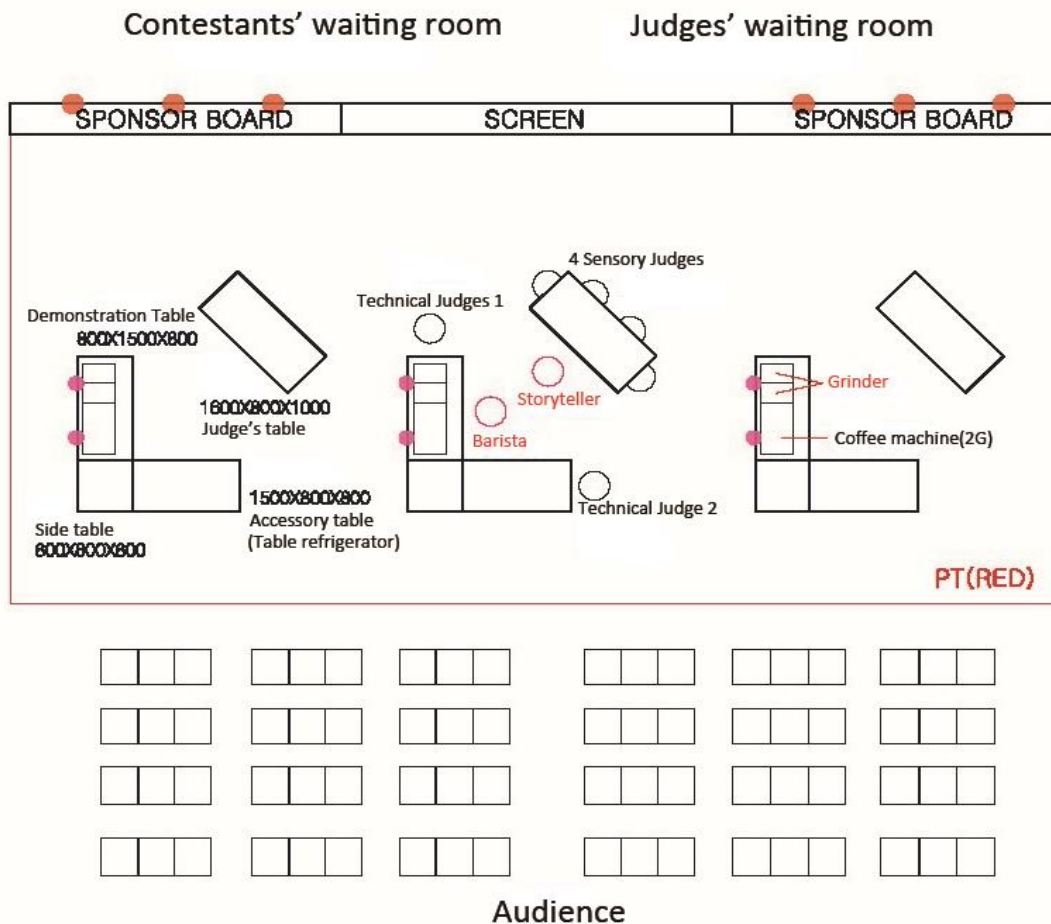 Contestants' waiting room
Judges' waiting room
SPONSOR BOARD
SCREEN
SPONSOR BOARD
4 Sensory Judges
Technical Judges 1
Demonstration Table
800X1500X800
Grinder
Storyteller
1600X800X1000
Judge's table
Barista
Coffee machine(2G)
1500X800X800
Accessory table
(Table refrigerator)
Technical Judge 2
Side table
600X800X800
PT(RED)
Audience